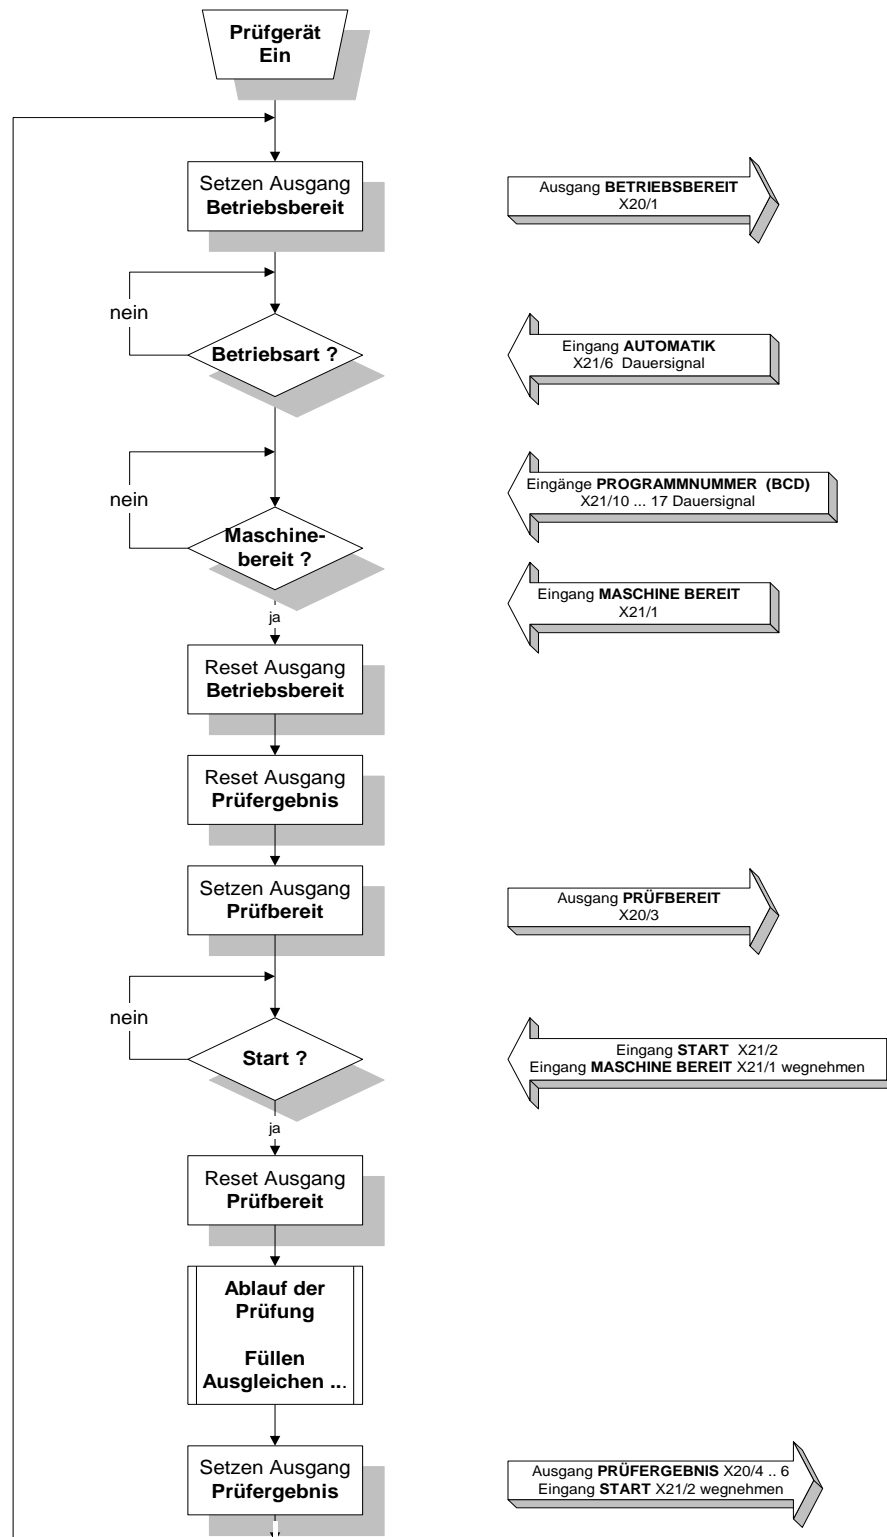 Prüfgerät
Ein
Setzen Ausgang
Betriebsbereit
Ausgang BETRIEBSBEREIT
X20/1
nein
Betriebsart ?
Eingang AUTOMATIK
X21/6 Dauersignal
nein
Maschine-
bereit ?
Eingänge PROGRAMMNUMMER (BCD)
X21/10 ... 17 Dauersignal
Eingang MASCHINE BEREIT
X21/1
ja
Reset Ausgang
Betriebsbereit
Reset Ausgang
Prüfergebnis
Setzen Ausgang
Prüfbereit
Ausgang PRÜFBEREIT
X20/3
nein
Start ?
Eingang START X21/2
Eingang MASCHINE BEREIT X21/1 wegnehmen
ja
Reset Ausgang
Prüfbereit
Ablauf der
Prüfung
Füllen
Ausgleichen ...
Setzen Ausgang
Prüfergebnis
Ausgang PRÜFERGEBNIS X20/4 .. 6
Eingang START X21/2 wegnehmen